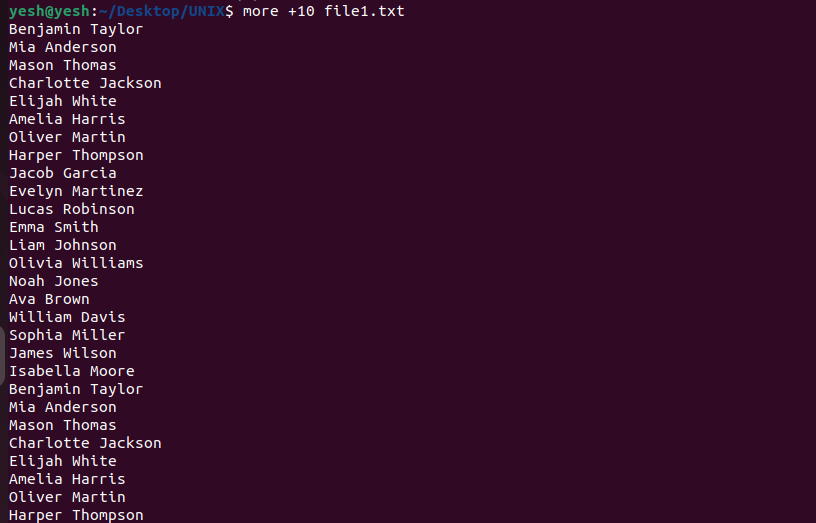 yesh@yesh:~/Desktop/UNIX$ more +10 file1.txt
Benjamin Taylor
Mia Anderson
Mason Thomas
Charlotte Jackson
Elijah White
Amelia Harris
Oliver Martin
Harper Thompson
Jacob Garcia
Evelyn Martinez
Lucas Robinson
Emma Smith
Liam Johnson
Olivia Williams
Noah Jones
Ava Brown
William Davis
Sophia Miller
James Wilson
Isabella Moore
Benjamin Taylor
Mia Anderson
Mason Thomas
Charlotte Jackson
Elijah White
Amelia Harris
Oliver Martin
Harper Thompson